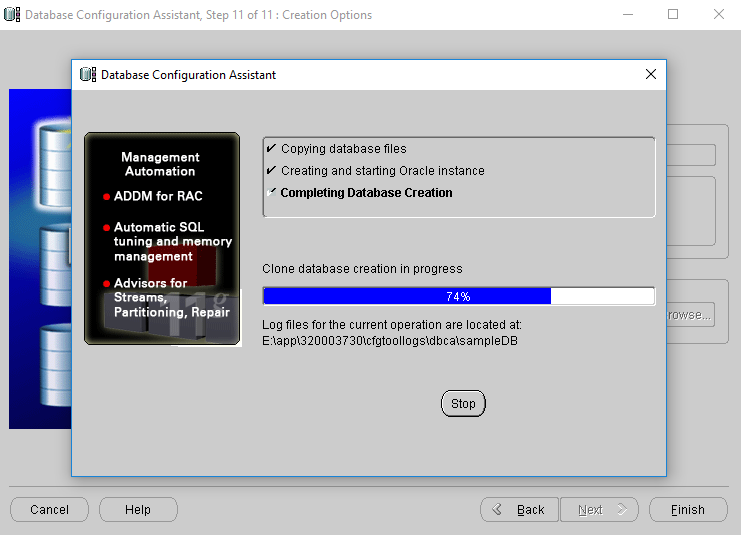 Database Configuration Assistant, Step 11 of 11 : Creation Options
Database Configuration Assistant
Management
Automation
ADDM for RAC
Automatic SQL
tuning and memory
management
Advisors for
Streams,
Partitioning, Repair
11g
Copying database files
Creating and starting Oracle instance
Completing Database Creation
Clone database creation in progress
74%
Log files for the current operation are located at:
E:\app\320003730\cfgtoollogs\dbca\sampleDB
Stop
rowse...
Cancel
Help
Back
Next
Finish